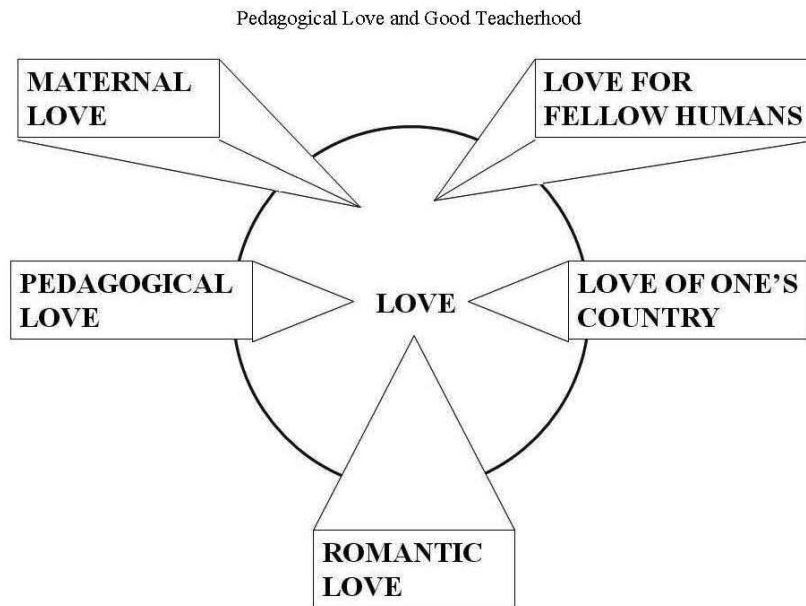 Pedagogical Love and Good Teacherhood
MATERNAL
LOVE
LOVE FOR
FELLOW HUMANS
PEDAGOGICAL
LOVE
LOVE
LOVE OF ONE’S
COUNTRY
ROMANTIC
LOVE